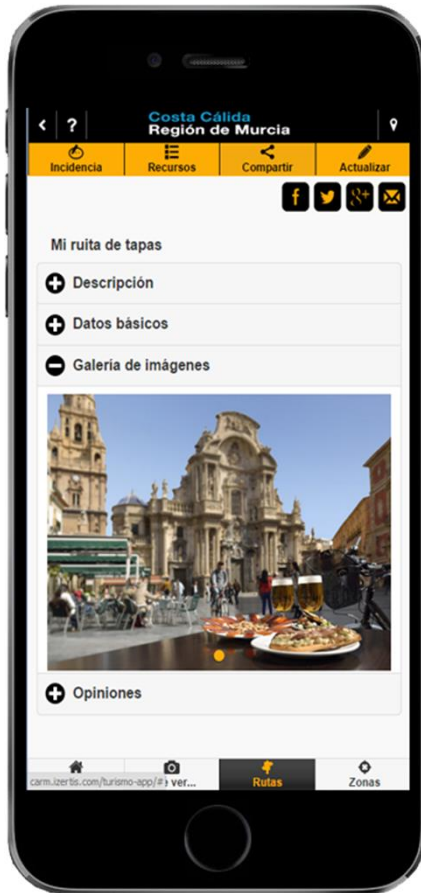 ?
Costa Cálida
Región de Murcia
Incidencia Recursos Compartir Actualizar
f g+
Mi ruita de tapas
Descripción
Datos básicos
Galería de imágenes
Opiniones
carm.izertis.com/turismo-app/# ver... Rutas Zonas